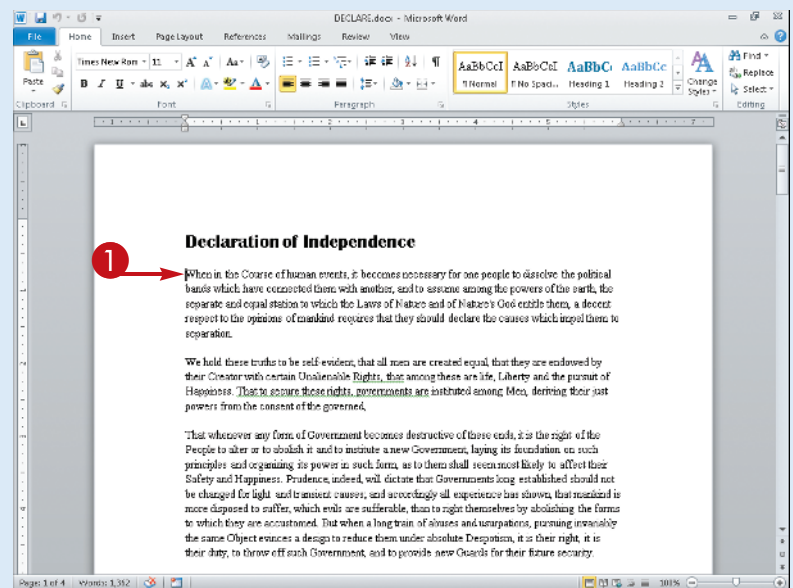 DECLARE.docx - Microsoft Word
File Home Insert Page Layout References Mailings Review View
Times New Rom 11 A A Aa
Paste
B I U abc x₂ x² A A
AaBbCcI AaBbCcI AaBbC AaBbCc
¶ Normal ¶ No Spaci... Heading 1 Heading 2
Change Styles
Find
Replace
Select
Clipboard Font Paragraph Styles Editing
1 1 2 3 4 5 7
Declaration of Independence
1
When in the Course of human events, it becomes necessary for one people to dissolve the political
bands which have connected them with another, and to assume among the powers of the earth, the
separate and equal station to which the Laws of Nature and of Nature's God entitle them, a decent
respect to the opinions of mankind requires that they should declare the causes which impel them to
separation.
We hold these truths to be self-evident, that all men are created equal, that they are endowed by
their Creator with certain Unalienable Rights, that among these are life, Liberty and the pursuit of
Happiness. That to secure these rights, governments are instituted among Men, deriving their just
powers from the consent of the governed,
That whenever any form of Government becomes destructive of these ends, it is the right of the
People to alter or to abolish it and to institute a new Government, laying its foundation on such
principles and organizing its power in such form, as to them shall seem most likely to affect their
Safety and Happiness. Prudence, indeed, will dictate that Governments long established should not
be changed for light and transient causes; and accordingly all experience has shown, that mankind is
more disposed to suffer, which evils are sufferable, than to right themselves by abolishing the forms
to which they are accustomed. But when a long train of abuses and usurpations, pursuing invariably
the same Object evinces a design to reduce them under absolute Despotism, it is their right, it is
their duty, to throw off such Government, and to provide new Guards for their future security.
Page: 1 of 4 Words: 1,362 100%